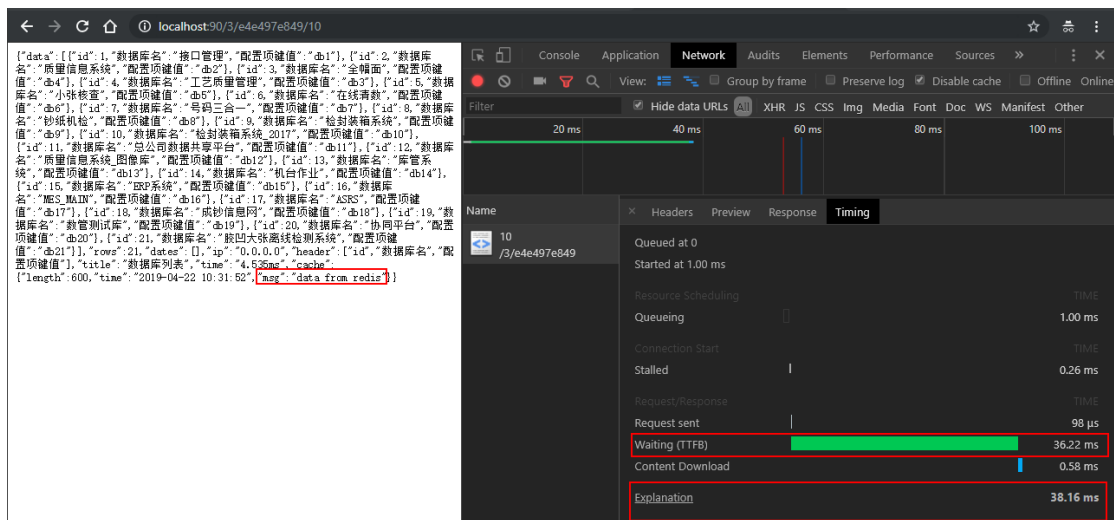 localhost:90/3/e4e497e849/10
{"data":[{"id":1,"数据库名":"接口管理","配置项键值":"db1"},{"id":2,"数据库
名":"质量信息系统","配置项键值":"db2"},{"id":3,"数据库名":"全幅面","配置项键
值":"db4"},{"id":4,"数据库名":"工艺质量管理","配置项键值":"db3"},{"id":5,"数据
库名":"小张核查","配置项键值":"db5"},{"id":6,"数据库名":"在线清数","配置项键
值":"db6"},{"id":7,"数据库名":"号码三合一","配置项键值":"db7"},{"id":8,"数据库
名":"钞纸机检","配置项键值":"db8"},{"id":9,"数据库名":"检封装箱系统","配置项键
值":"db9"},{"id":10,"数据库名":"检封装箱系统_2017","配置项键值":"db10"},
{"id":11,"数据库名":"总公司数据共享平台","配置项键值":"db11"},{"id":12,"数据库
名":"质量信息系统_图像库","配置项键值":"db12"},{"id":13,"数据库名":"库管系
统","配置项键值":"db13"},{"id":14,"数据库名":"机台作业","配置项键值":"db14"},
{"id":15,"数据库名":"ERP系统","配置项键值":"db15"},{"id":16,"数据库
名":"MES_MAIN","配置项键值":"db16"},{"id":17,"数据库名":"ASRS","配置项键
值":"db17"},{"id":18,"数据库名":"成钞信息网","配置项键值":"db18"},{"id":19,"数
据库名":"数管测试库","配置项键值":"db19"},{"id":20,"数据库名":"协同平台","配置
项键值":"db20"},{"id":21,"数据库名":"胶凹大张离线检测系统","配置项键
值":"db21"}],"rows":21,"dates":[],"ip":"0.0.0.0","header":["id","数据库名","配
置项键值"],"title":"数据库列表","time":"4.535ms","cache":
{"length":600,"time":"2019-04-22 10:31:52","msg":"data from redis"}}
Console Application Network Audits Elements Performance Sources »
View: Group by frame Preserve log Disable cache Offline Online
Filter Hide data URLs All XHR JS CSS Img Media Font Doc WS Manifest Other
20 ms 40 ms 60 ms 80 ms 100 ms
Name
10
/3/e4e497e849
× Headers Preview Response Timing
Queued at 0
Started at 1.00 ms
Resource Scheduling TIME
Queueing 1.00 ms
Connection Start TIME
Stalled 0.26 ms
Request/Response TIME
Request sent 98 μs
Waiting (TTFB) 36.22 ms
Content Download 0.58 ms
Explanation 38.16 ms